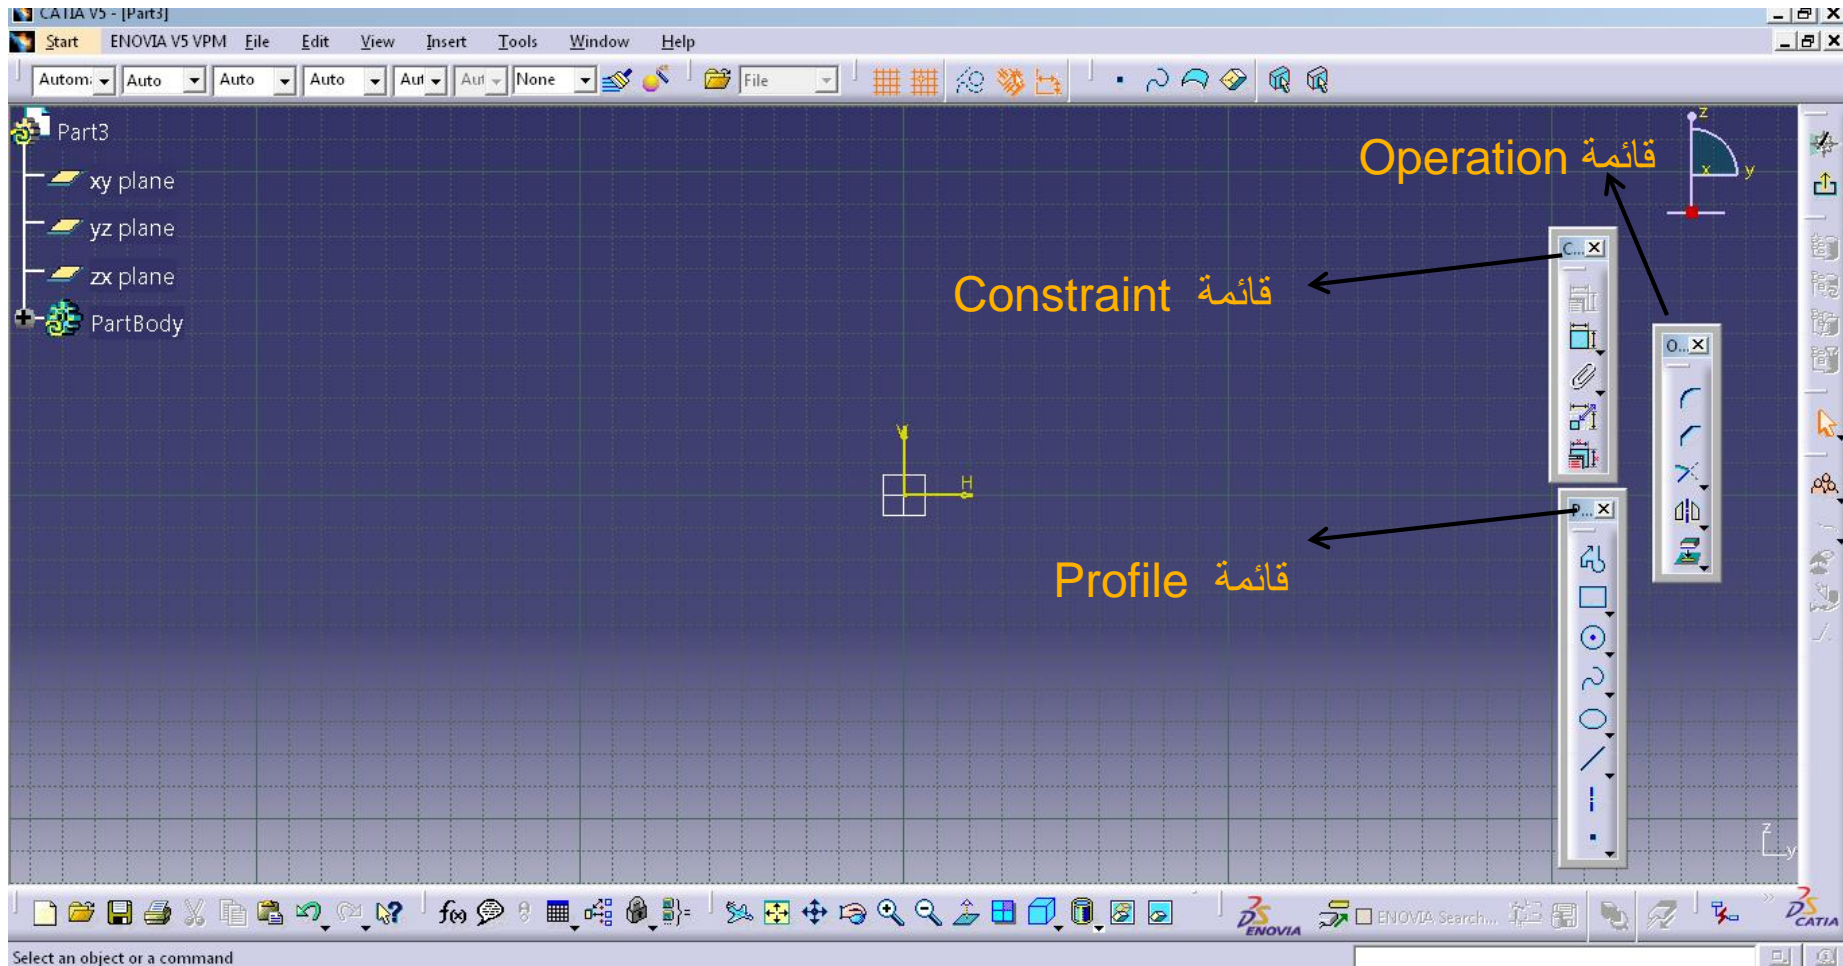 CATIA V5 - [Part3]
Start ENOVIA V5 VPM File Edit View Insert Tools Window Help
Auto Auto Auto Aut Aut None File
Part3
xy plane
yz plane
zx plane
PartBody
z
x
y
قائمة Operation
C...
قائمة Constraint
O...
V
H
P...
قائمة Profile
z
y
f(x)
ENOVIA
ENOVIA Search...
CATIA
Select an object or a command